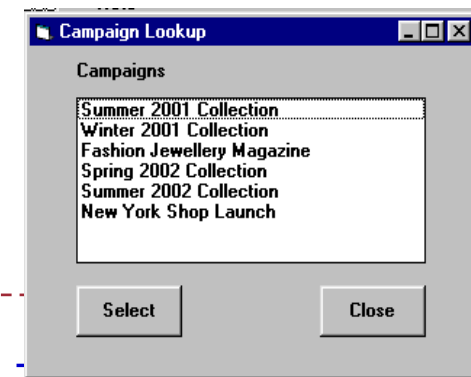 Campaign Lookup
Campaigns
Summer 2001 Collection
Winter 2001 Collection
Fashion Jewellery Magazine
Spring 2002 Collection
Summer 2002 Collection
New York Shop Launch
Select
Close